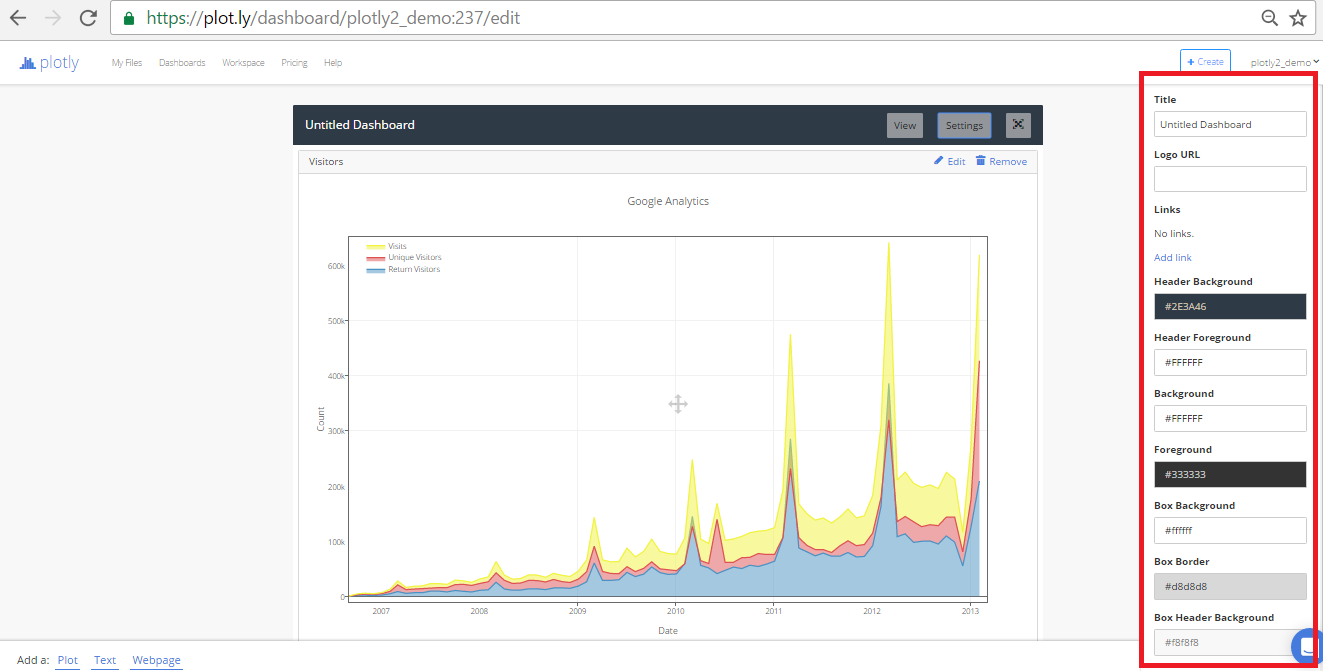 https://plot.ly/dashboard/plotly2_demo:237/edit
plotly My Files Dashboards Workspace Pricing Help + Create plotly2_demo
Untitled Dashboard View Settings
Visitors Edit Remove
Google Analytics
Visits
Unique Visitors
Return Visitors
600k
500k
400k
300k
200k
100k
0
Count
2007 2008 2009 2010 2011 2012 2013
Date
Title
Untitled Dashboard
Logo URL
Links
No links.
Add link
Header Background
#2E3A46
Header Foreground
#FFFFFF
Background
#FFFFFF
Foreground
#333333
Box Background
#ffffff
Box Border
#d8d8d8
Box Header Background
#f8f8f8
Add a: Plot Text Webpage